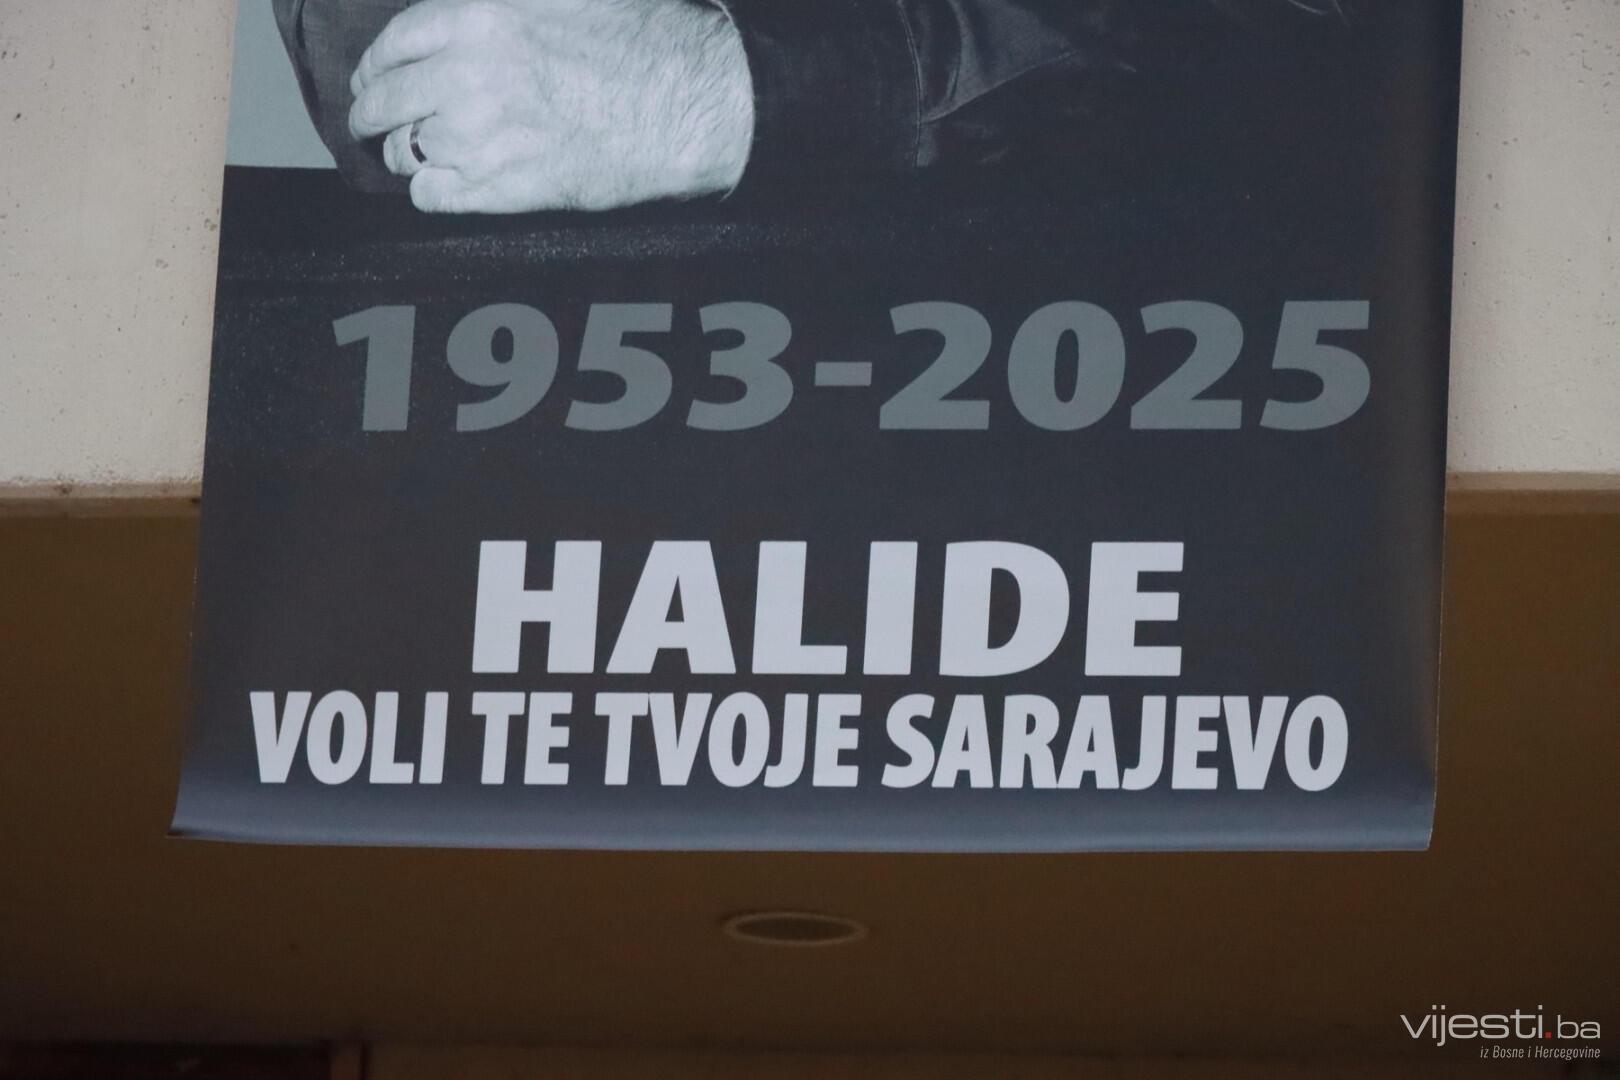 1953-2025
HALIDE
VOLI TE TVOJE SARAJEVO
vijesti.ba
iz Bosne i Hercegovine